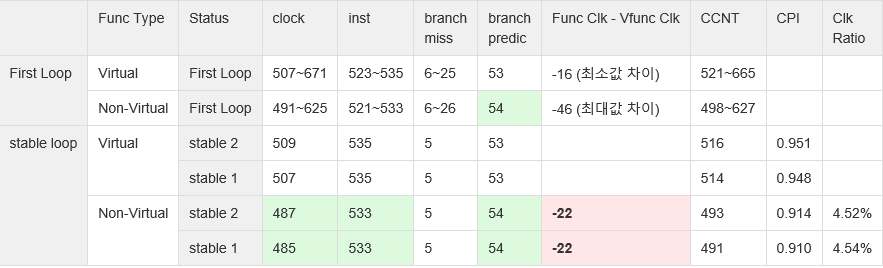 Func Type Status clock inst branch miss branch predic Func Clk - Vfunc Clk CCNT CPI Clk Ratio
First Loop Virtual First Loop 507~671 523~535 6~25 53 -16 (최소값 차이) 521~665
Non-Virtual First Loop 491~625 521~533 6~26 54 -46 (최대값 차이) 498~627
stable loop Virtual stable 2 509 535 5 53 516 0.951
stable 1 507 535 5 53 514 0.948
Non-Virtual stable 2 487 533 5 54 -22 493 0.914 4.52%
stable 1 485 533 5 54 -22 491 0.910 4.54%